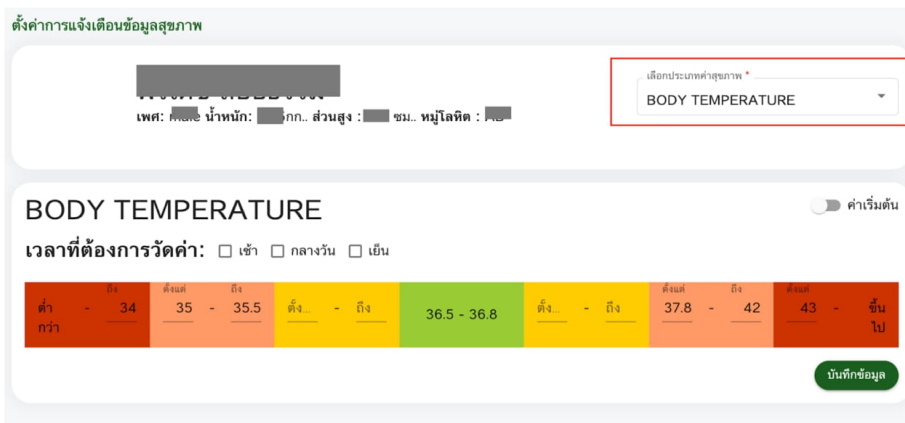 ตั้งค่าการแจ้งเตือนข้อมูลสุขภาพ
เลือกประเภทค่าสุขภาพ *
BODY TEMPERATURE
เพศ: น้ำหนัก: กก.. ส่วนสูง : ซม.. หมู่โลหิต :
BODY TEMPERATURE
ค่าเริ่มต้น
เวลาที่ต้องการวัดค่า: เช้า กลางวัน เย็น
ถึง ตั้งแต่ ถึง ตั้งแต่ ถึง ตั้งแต่
ต่ำ - 34 35 - 35.5 ตั้ง... - ถึง 36.5 - 36.8 ตั้ง... - ถึง 37.8 - 42 43 - ขึ้น
กว่า ไป
บันทึกข้อมูล